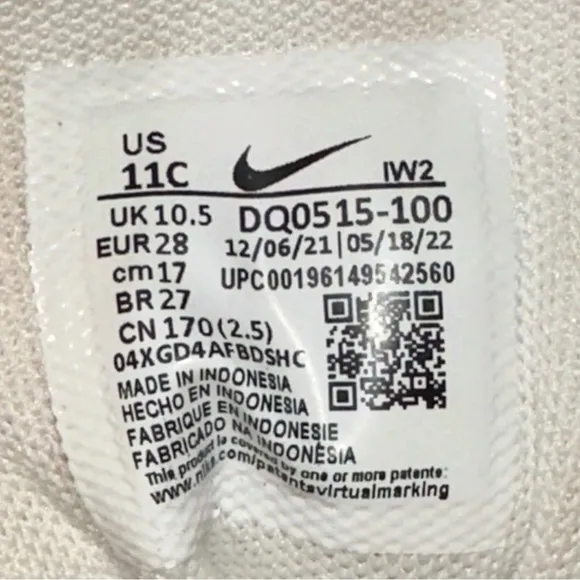 US
11C IW2
UK 10.5 DQ0515-100
EUR 28 12/06/21|05/18/22
cm 17 UPC00196149542560
BR 27
CN 170(2.5)
04XGD4AFBDSHC
MADE IN INDONESIA
HECHO EN INDONESIA
FABRIQUE EN INDONESIE
FABRICADO NA INDONÉSIA
This product is covered by one or more patents:
www.nike.com/patentsvirtualmarking